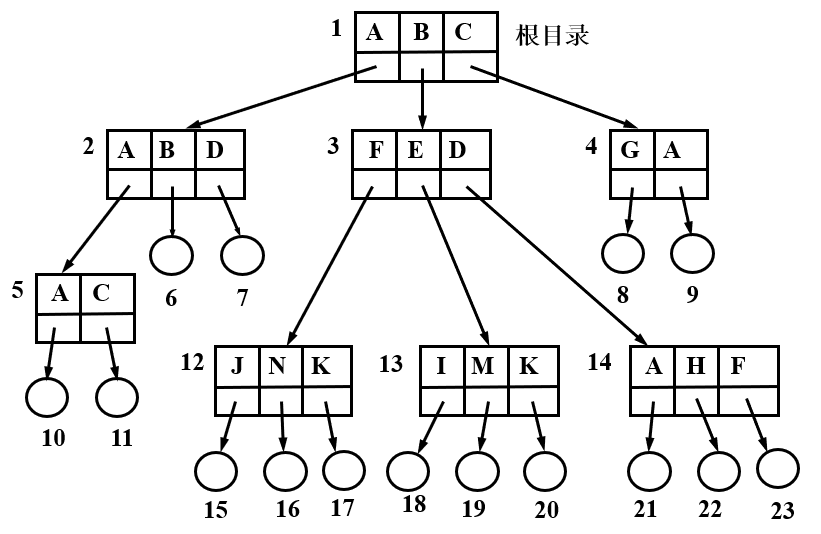 1 A B C 根目录
2 A B D
3 F E D
4 G A
5 A C
6 7
8 9
12 J N K
13 I M K
14 A H F
10 11
15 16 17 18 19 20 21 22 23